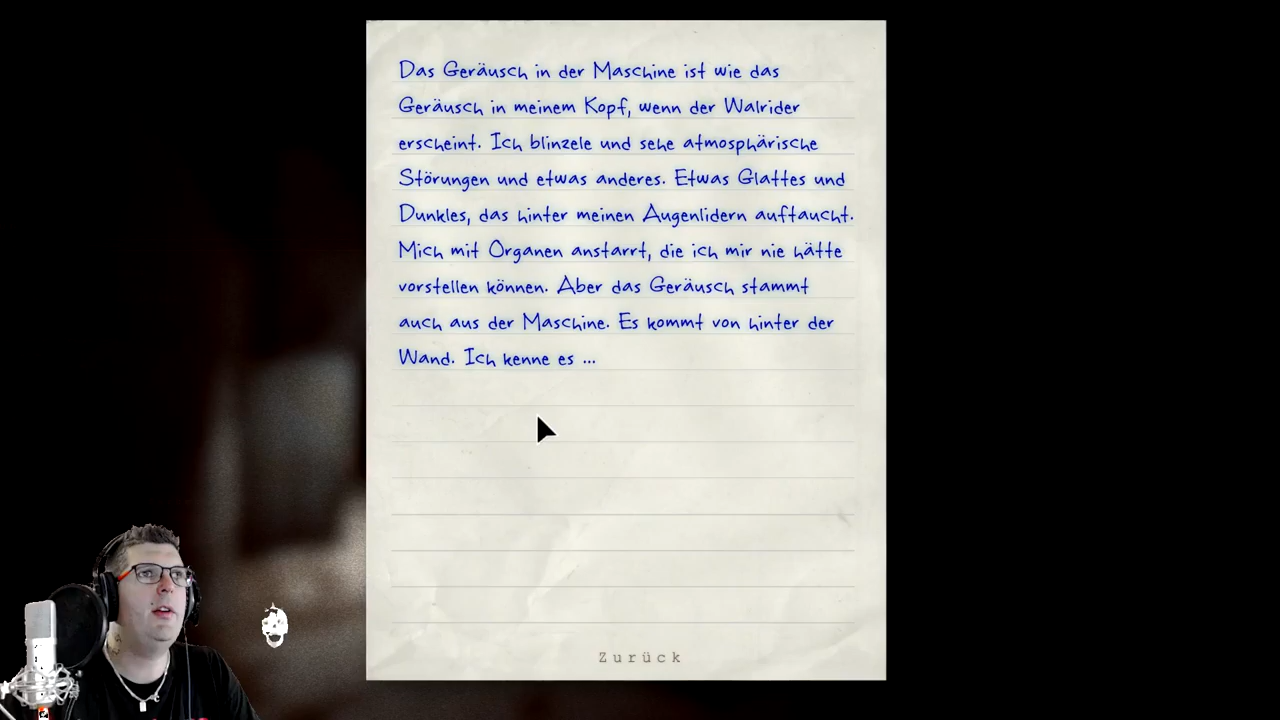 Das Geräusch in der Maschine ist wie das
Geräusch in meinem Kopf, wenn der Walrider
erscheint. Ich blinzele und sehe atmosphärische
Störungen und etwas anderes. Etwas Glattes und
Dunkles, das hinter meinen Augenlidern auftaucht.
Mich mit Organen anstarrt, die ich mir nie hätte
vorstellen können. Aber das Geräusch stammt
auch aus der Maschine. Es kommt von hinter der
Wand. Ich kenne es ...
Zurück